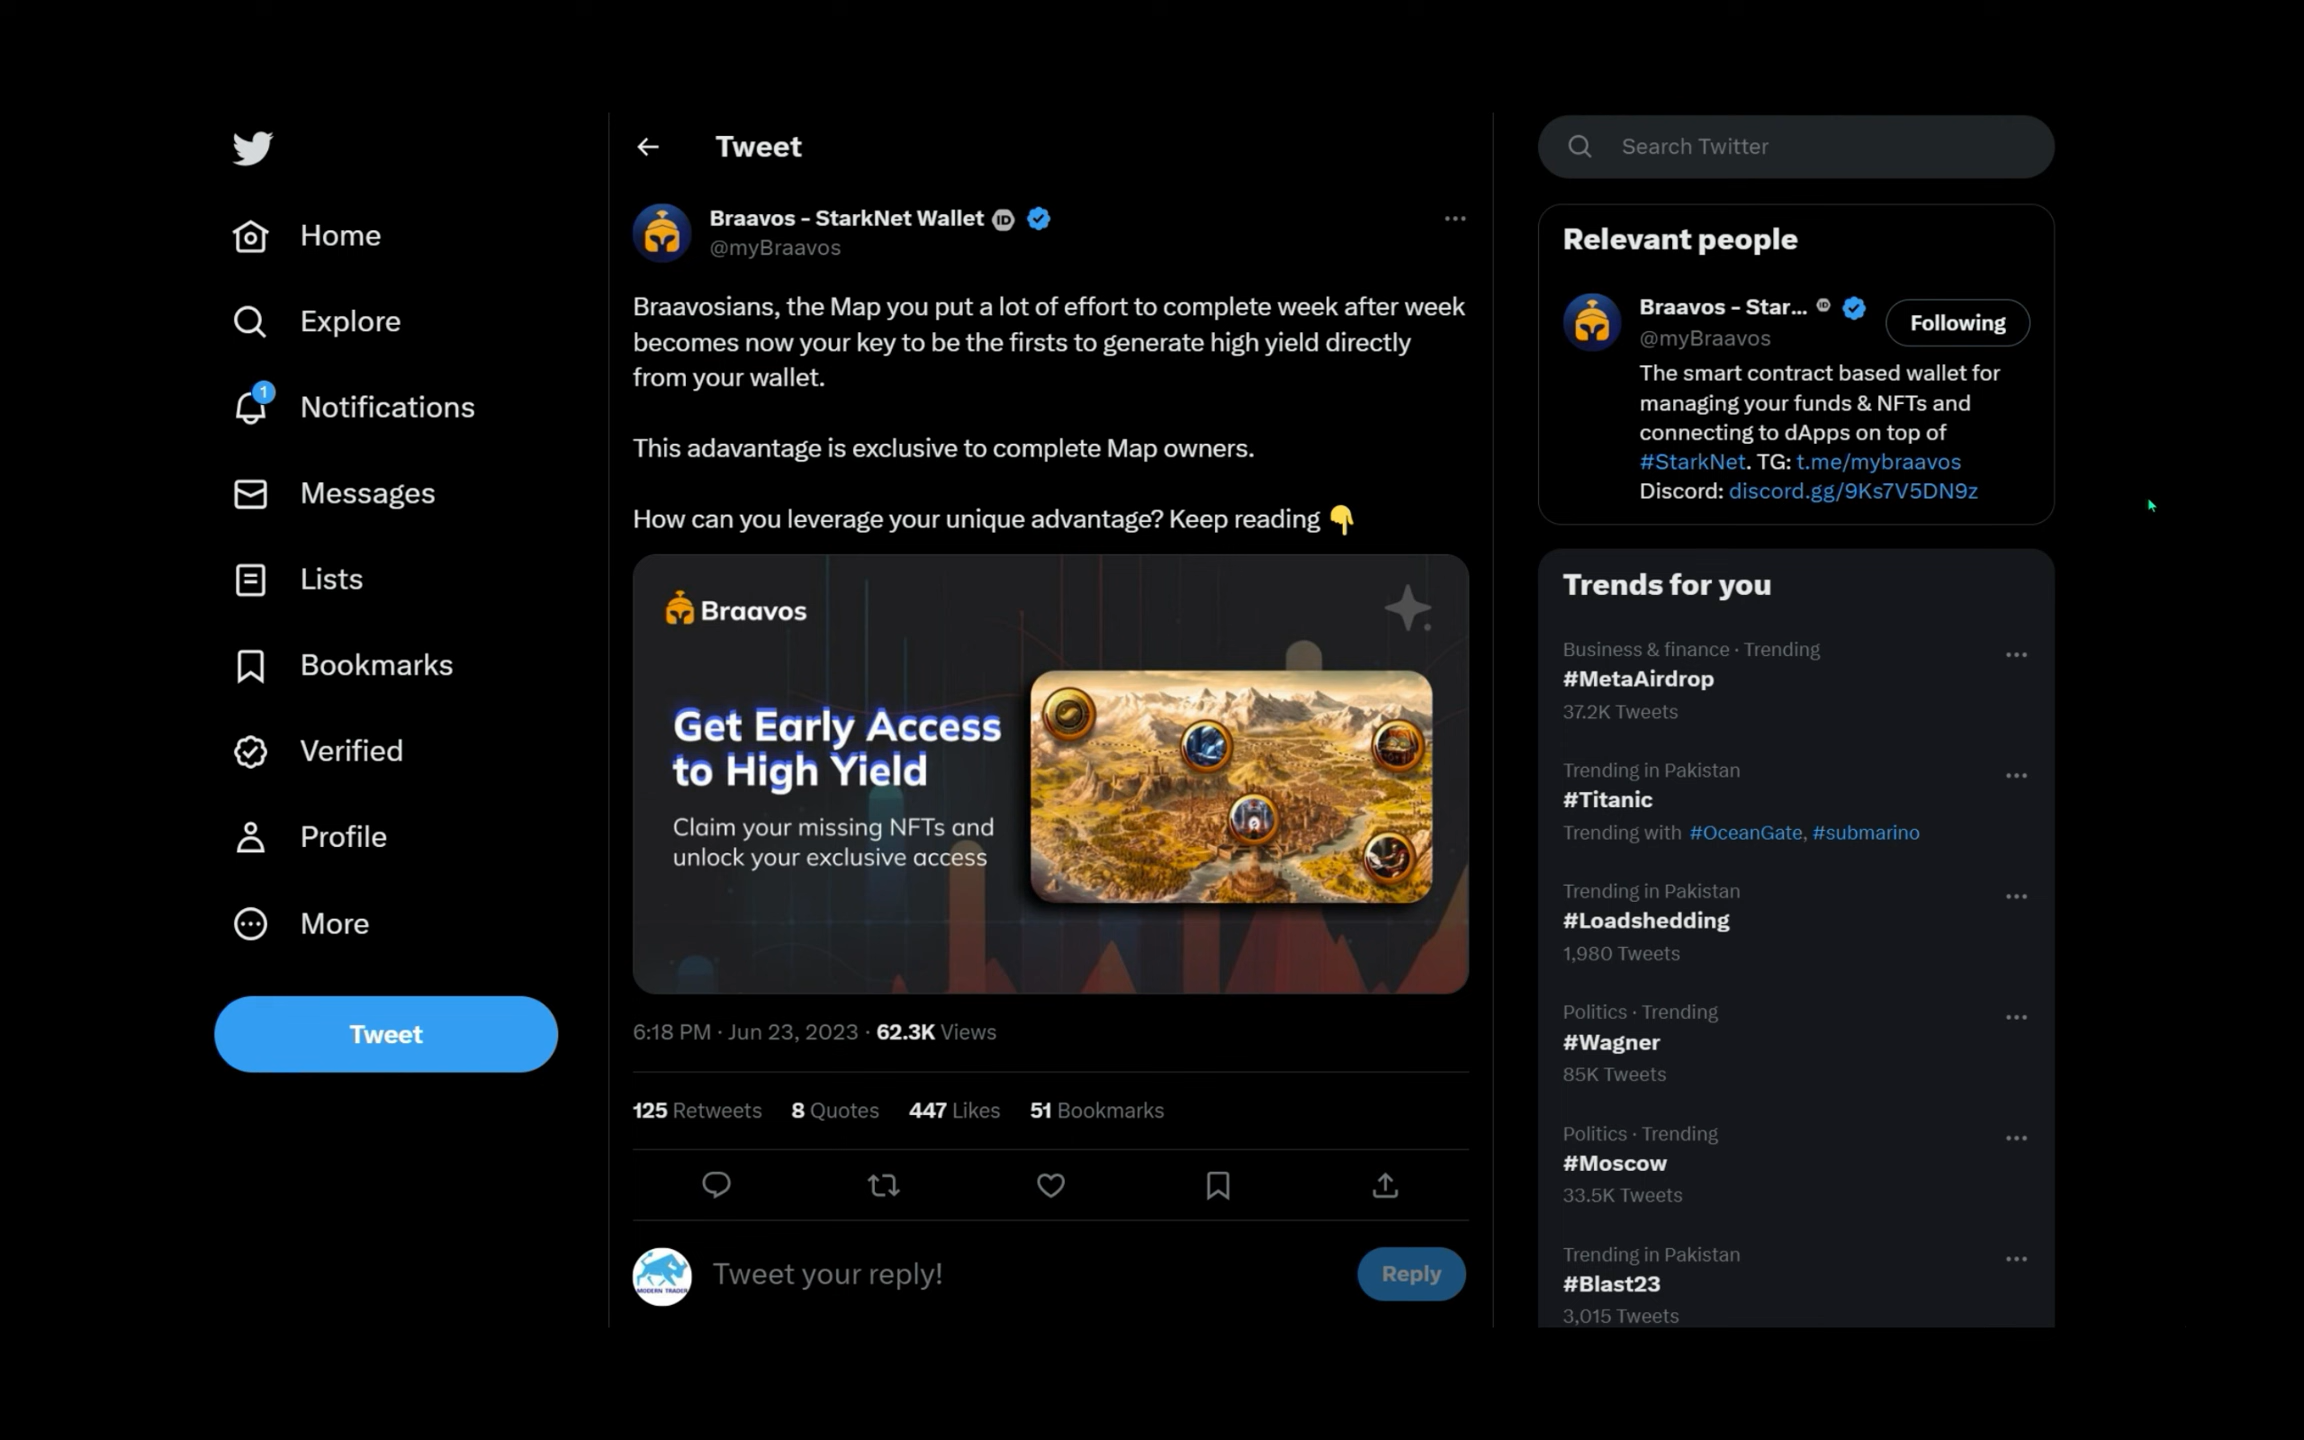 Home
Explore
1
Notifications
Messages
Lists
Bookmarks
Verified
Profile
More
Tweet
Tweet
Braavos - StarkNet Wallet ID
@myBraavos
Braavosians, the Map you put a lot of effort to complete week after week
becomes now your key to be the firsts to generate high yield directly
from your wallet.
This adavantage is exclusive to complete Map owners.
How can you leverage your unique advantage? Keep reading 👇
Braavos
Get Early Access
to High Yield
Claim your missing NFTs and
unlock your exclusive access
6:18 PM · Jun 23, 2023 · 62.3K Views
125 Retweets 8 Quotes 447 Likes 51 Bookmarks
MODERN TRADER
Tweet your reply!
Reply
Search Twitter
Relevant people
Braavos - Star... ID
@myBraavos
Following
The smart contract based wallet for
managing your funds & NFTs and
connecting to dApps on top of
#StarkNet. TG: t.me/mybraavos
Discord: discord.gg/9Ks7V5DN9z
Trends for you
Business & finance · Trending
#MetaAirdrop
37.2K Tweets
Trending in Pakistan
#Titanic
Trending with #OceanGate, #submarino
Trending in Pakistan
#Loadshedding
1,980 Tweets
Politics · Trending
#Wagner
85K Tweets
Politics · Trending
#Moscow
33.5K Tweets
Trending in Pakistan
#Blast23
3,015 Tweets